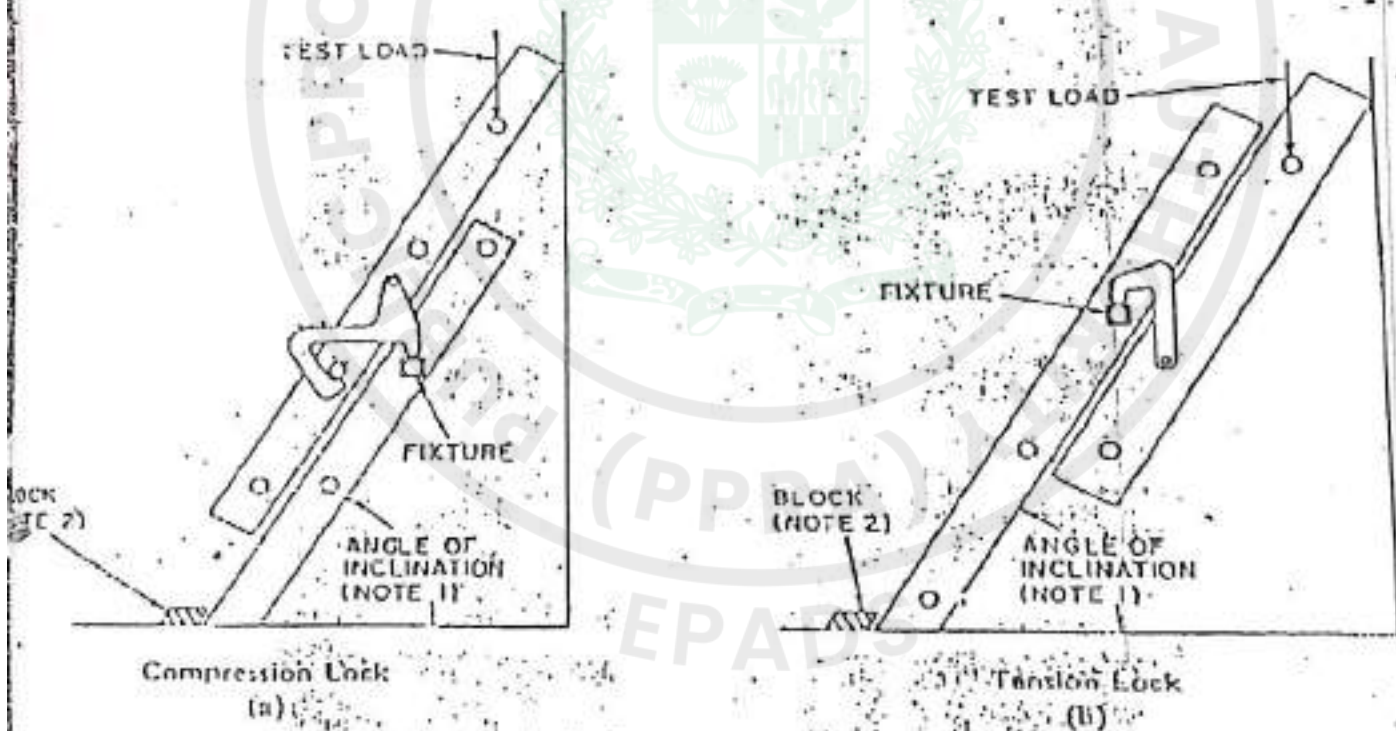 TEST LOAD
FIXTURE
ANGLE OF
INCLINATION
(NOTE 1)
Compression Lock
(a)
TEST LOAD
FIXTURE
BLOCK
(NOTE 2)
ANGLE OF
INCLINATION
(NOTE 1)
Tension Lock
(b)
(PPRA)
AUTH
EPADS